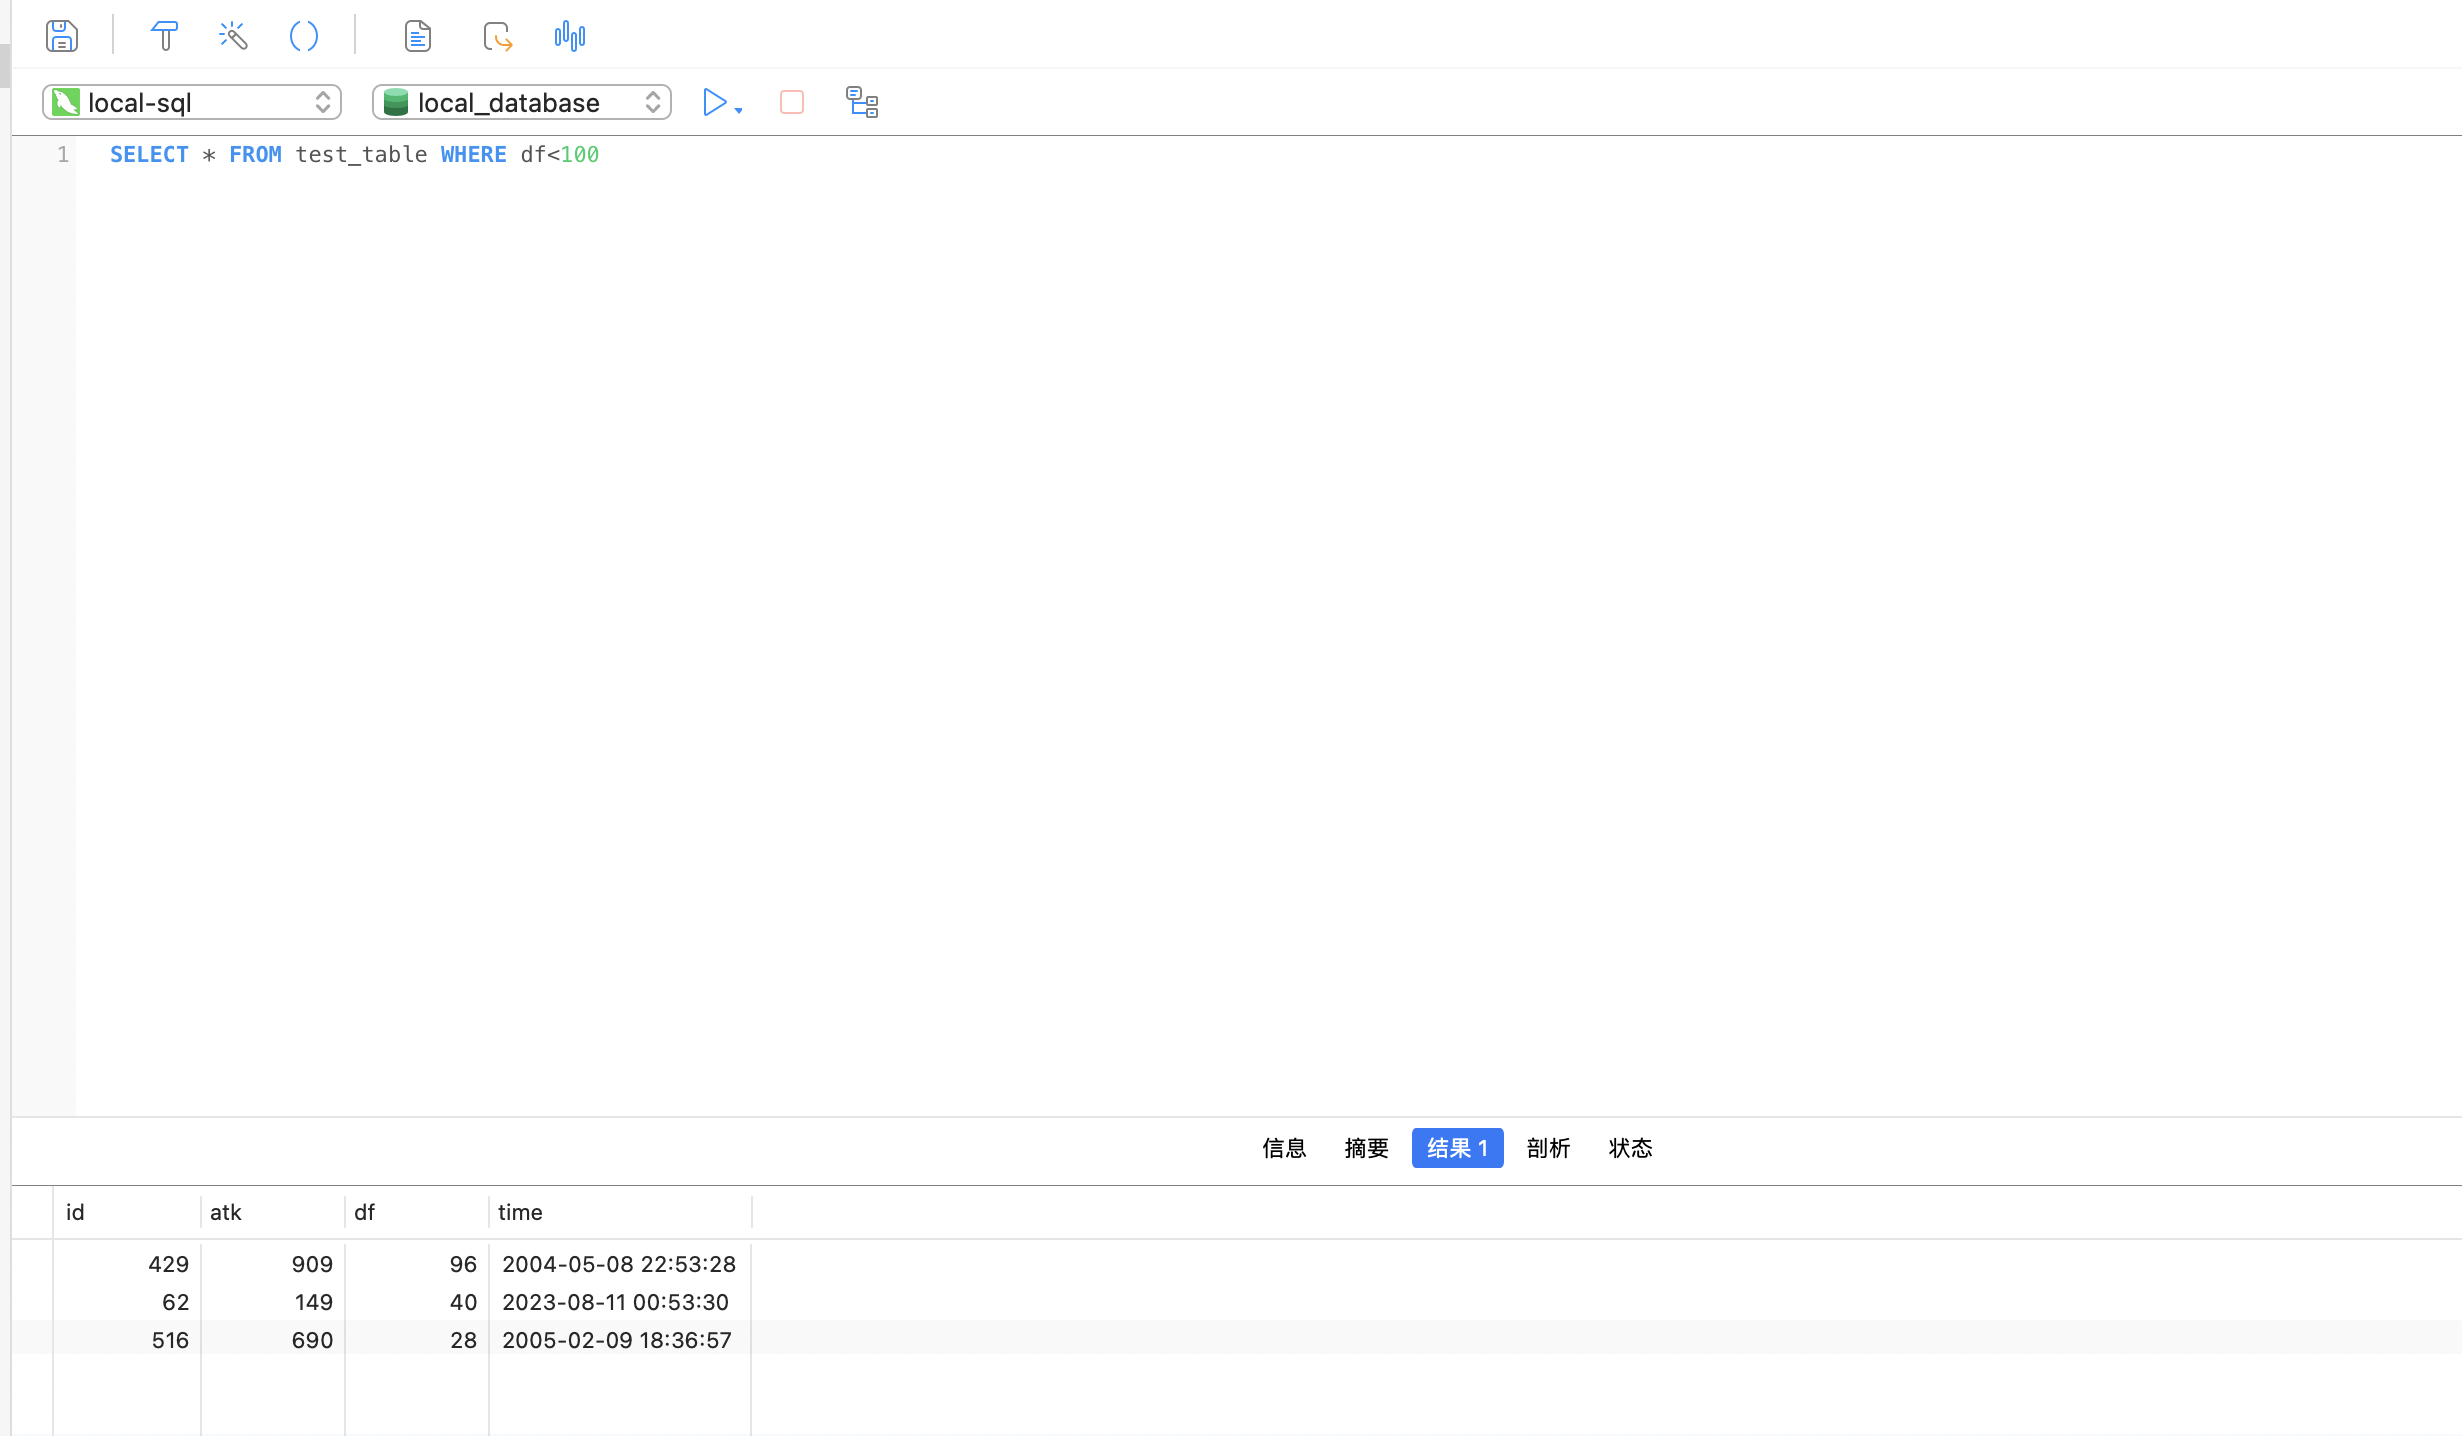 local-sql local_database
1 SELECT * FROM test_table WHERE df<100
信息 摘要 结果 1 剖析 状态
id atk df time
429 909 96 2004-05-08 22:53:28
62 149 40 2023-08-11 00:53:30
516 690 28 2005-02-09 18:36:57